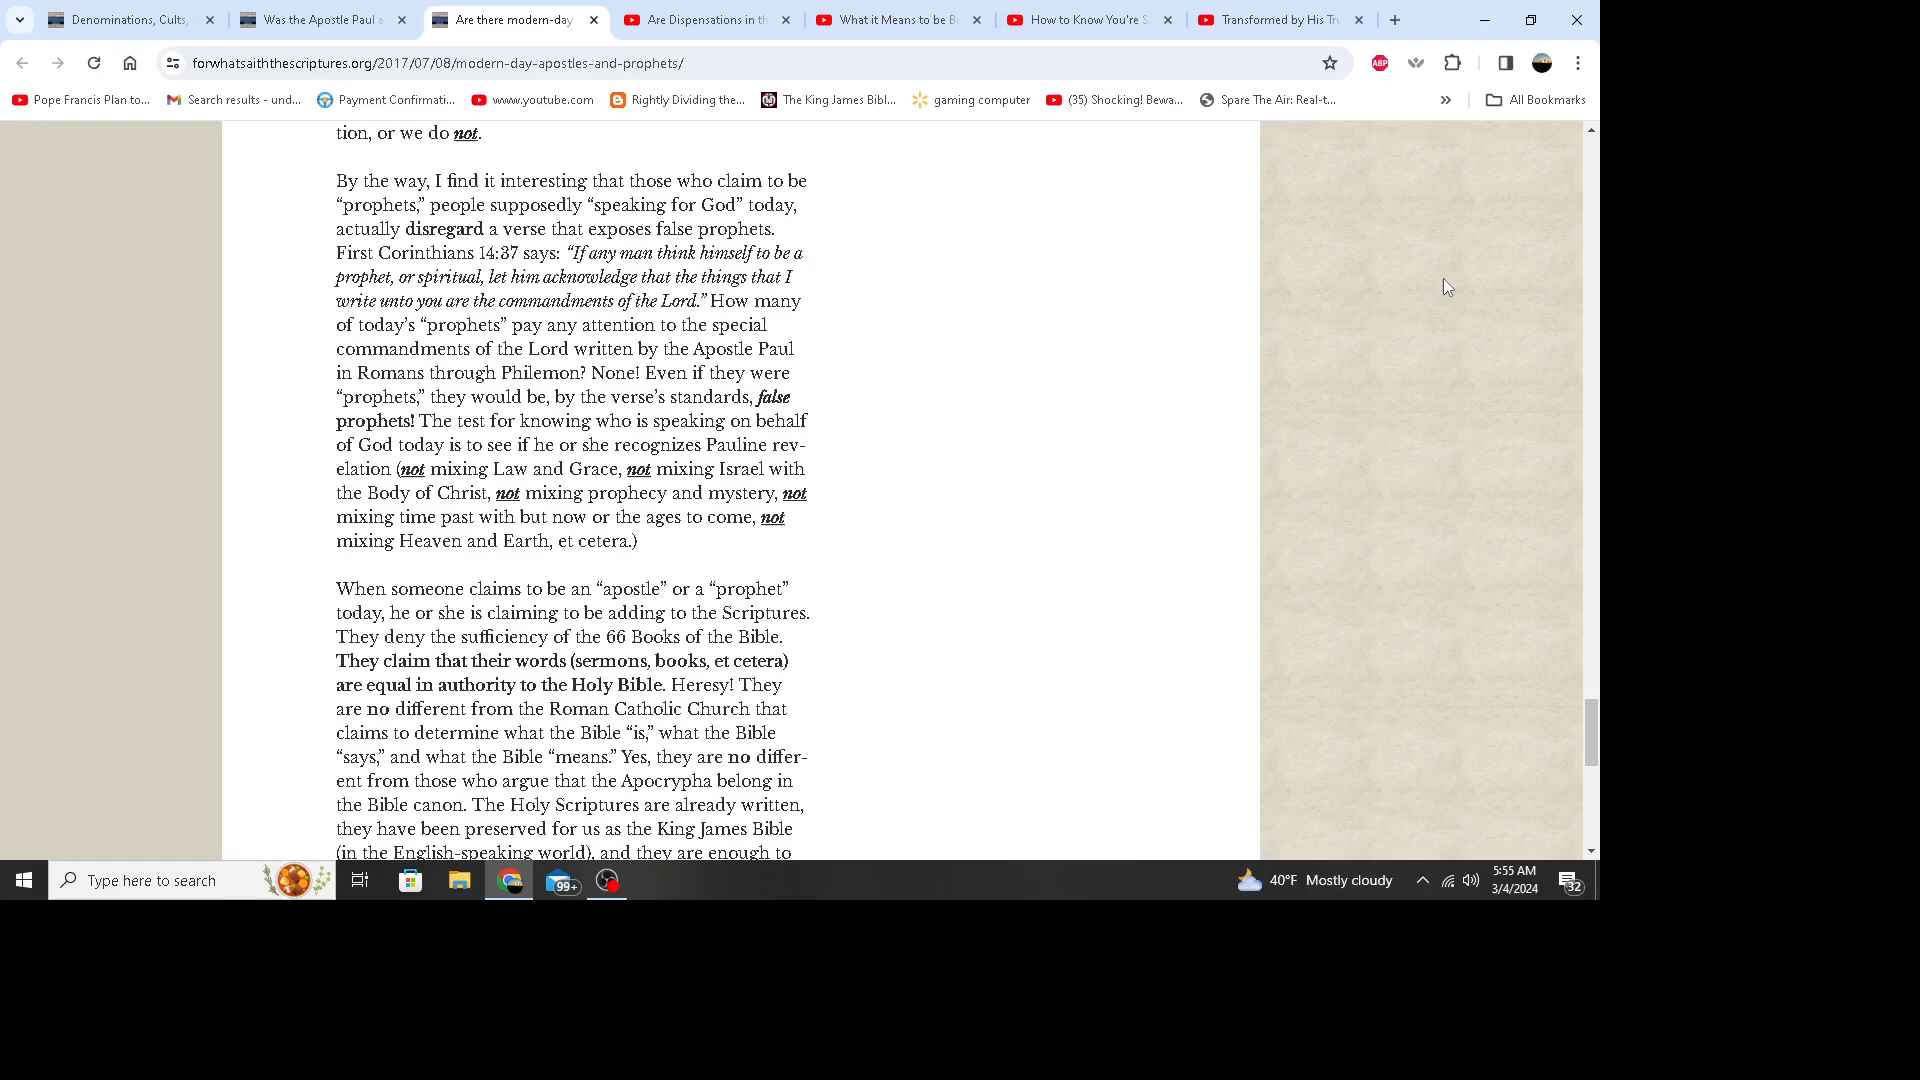 Denominations, Cults,
Was the Apostle Paul a
Are there modern-day
Are Dispensations in th
What it Means to be B
How to Know You're S
Transformed by His Tru
forwhatsaiththescriptures.org/2017/07/08/modern-day-apostles-and-prophets/
ABP
Pope Francis Plan to...
Search results - und...
Payment Confirmati...
www.youtube.com
Rightly Dividing the...
The King James Bibl...
gaming computer
(35) Shocking! Bewa...
Spare The Air: Real-t...
All Bookmarks
tion, or we do not.
By the way, I find it interesting that those who claim to be
“prophets,” people supposedly “speaking for God” today,
actually disregard a verse that exposes false prophets.
First Corinthians 14:37 says: “If any man think himself to be a
prophet, or spiritual, let him acknowledge that the things that I
write unto you are the commandments of the Lord.” How many
of today’s “prophets” pay any attention to the special
commandments of the Lord written by the Apostle Paul
in Romans through Philemon? None! Even if they were
“prophets,” they would be, by the verse’s standards, false
prophets! The test for knowing who is speaking on behalf
of God today is to see if he or she recognizes Pauline rev-
elation (not mixing Law and Grace, not mixing Israel with
the Body of Christ, not mixing prophecy and mystery, not
mixing time past with but now or the ages to come, not
mixing Heaven and Earth, et cetera.)
When someone claims to be an “apostle” or a “prophet”
today, he or she is claiming to be adding to the Scriptures.
They deny the sufficiency of the 66 Books of the Bible.
They claim that their words (sermons, books, et cetera)
are equal in authority to the Holy Bible. Heresy! They
are no different from the Roman Catholic Church that
claims to determine what the Bible “is,” what the Bible
“says,” and what the Bible “means.” Yes, they are no differ-
ent from those who argue that the Apocrypha belong in
the Bible canon. The Holy Scriptures are already written,
they have been preserved for us as the King James Bible
(in the English-speaking world), and they are enough to
Type here to search
99+
40°F Mostly cloudy
5:55 AM
3/4/2024
32